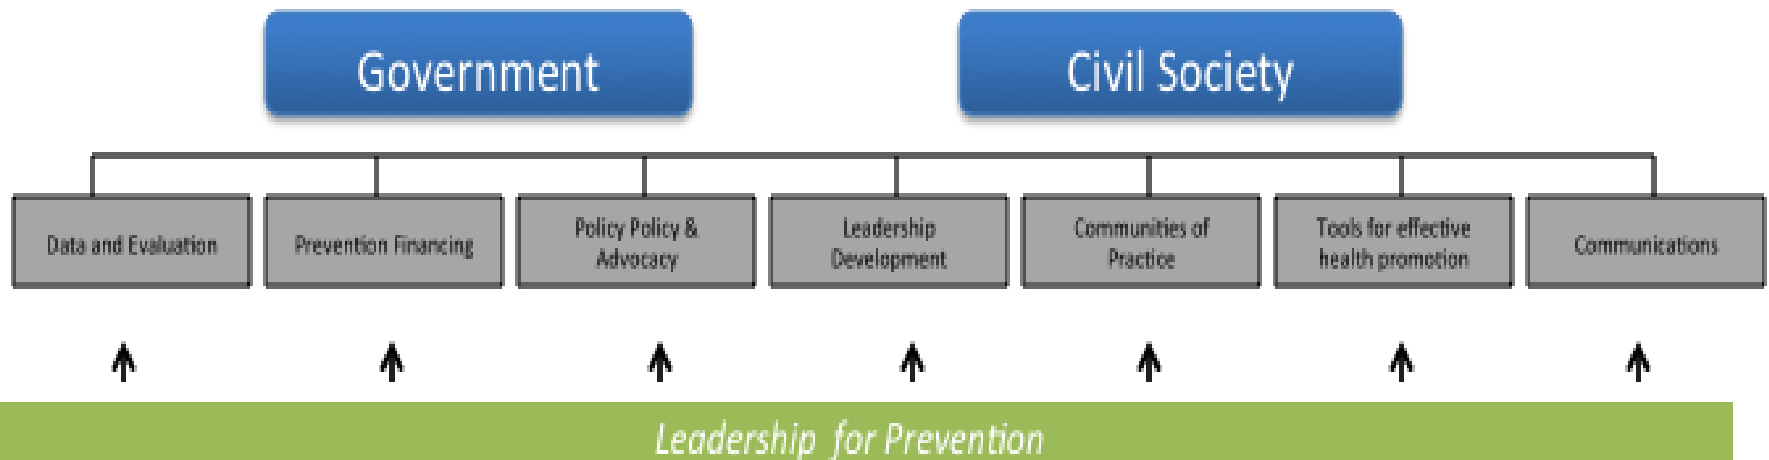 Government
Civil Society
Data and Evaluation
Prevention Financing
Policy Policy &
Advocacy
Leadership
Development
Communities of
Practice
Tools for effective
health promotion
Communications
Leadership for Prevention